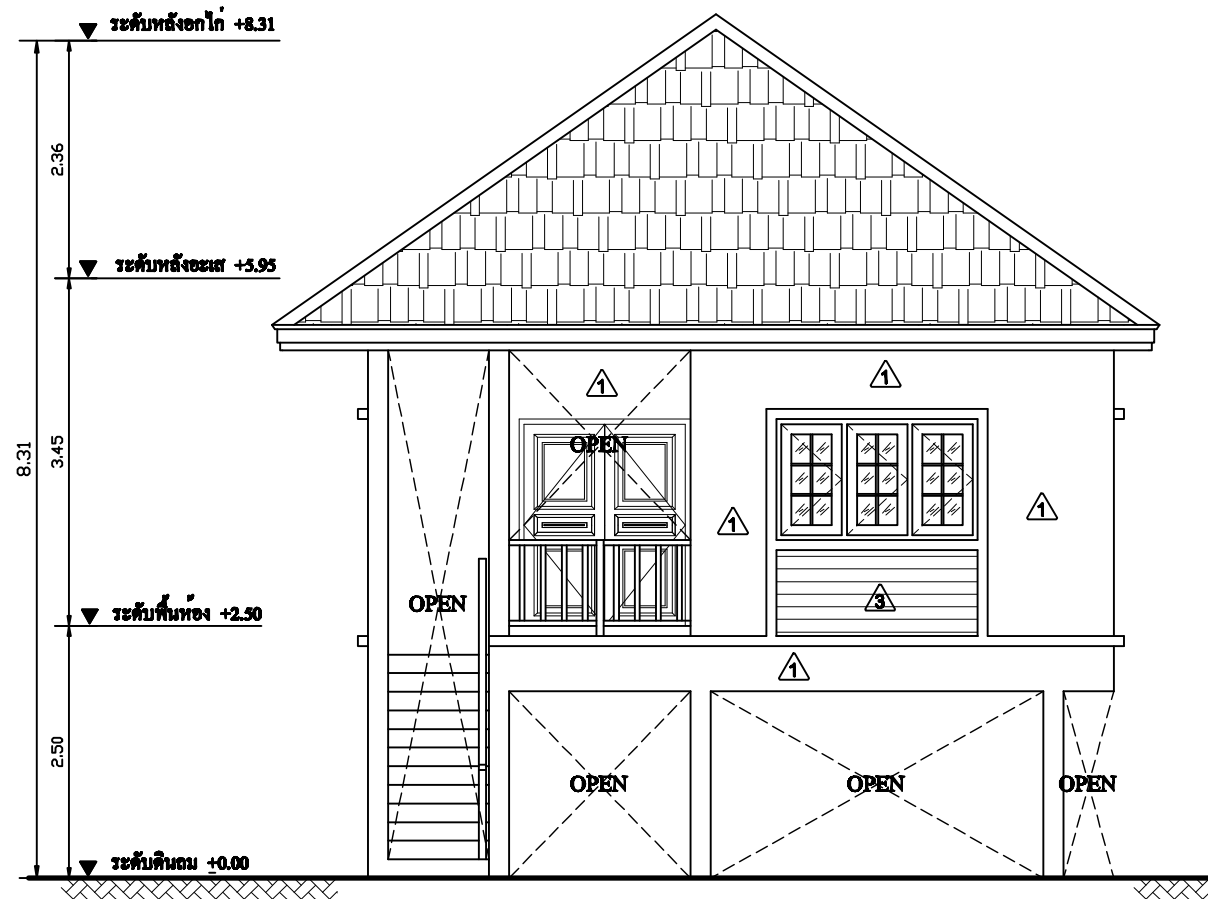 ระดับหลังอกไก่ +8.31
2.36
ระดับหลังอะเส +5.95
8.31
3.45
1
1
OPEN
1
1
OPEN
3
ระดับพื้นห้อง +2.50
1
2.50
OPEN
OPEN
OPEN
ระดับดินถม ±0.00